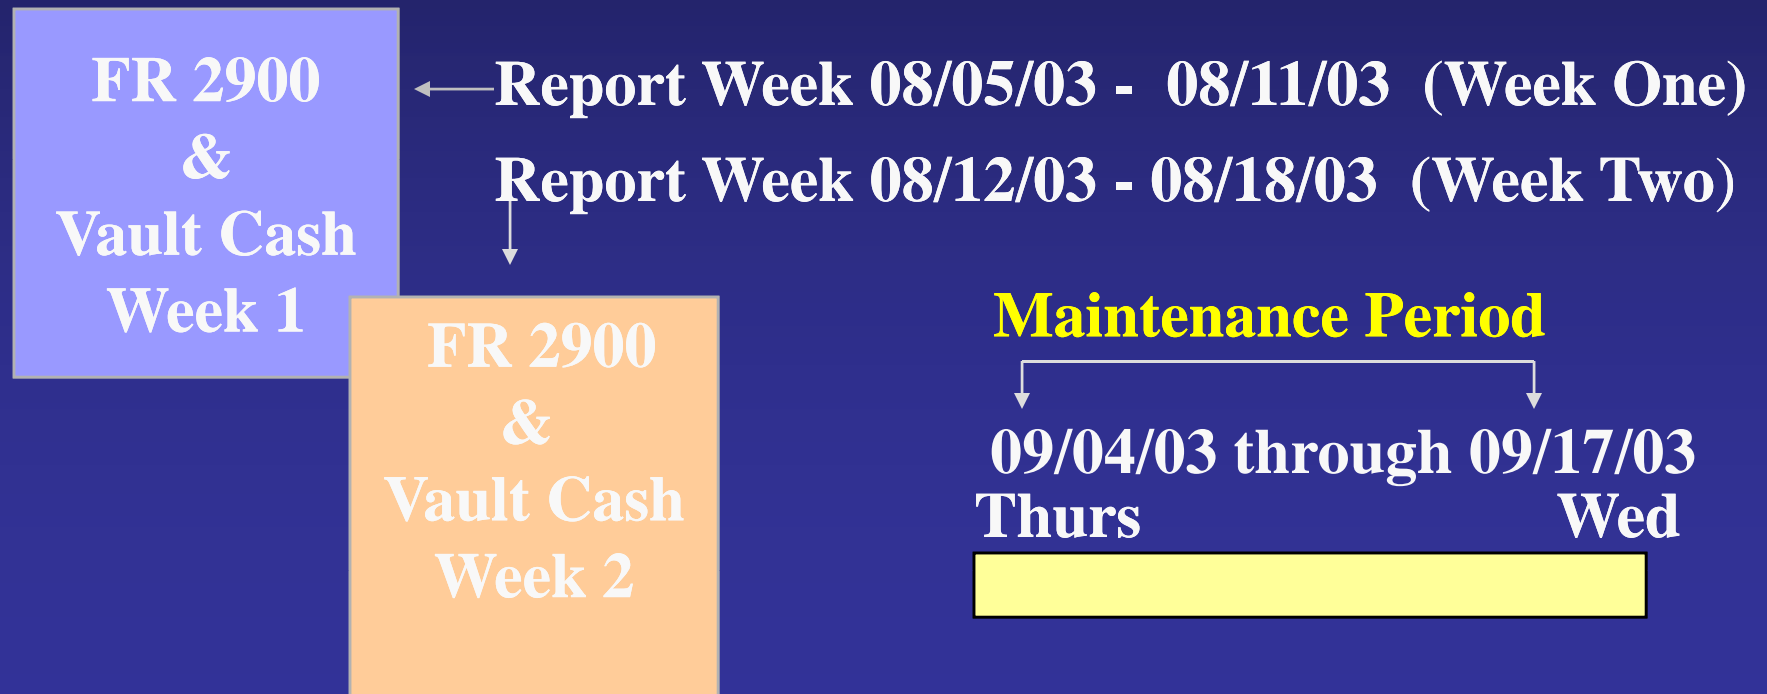 FR 2900
&
Vault Cash
Week 1
Report Week 08/05/03 - 08/11/03 (Week One)
Report Week 08/12/03 - 08/18/03 (Week Two)
FR 2900
&
Vault Cash
Week 2
Maintenance Period
09/04/03 through 09/17/03
Thurs Wed